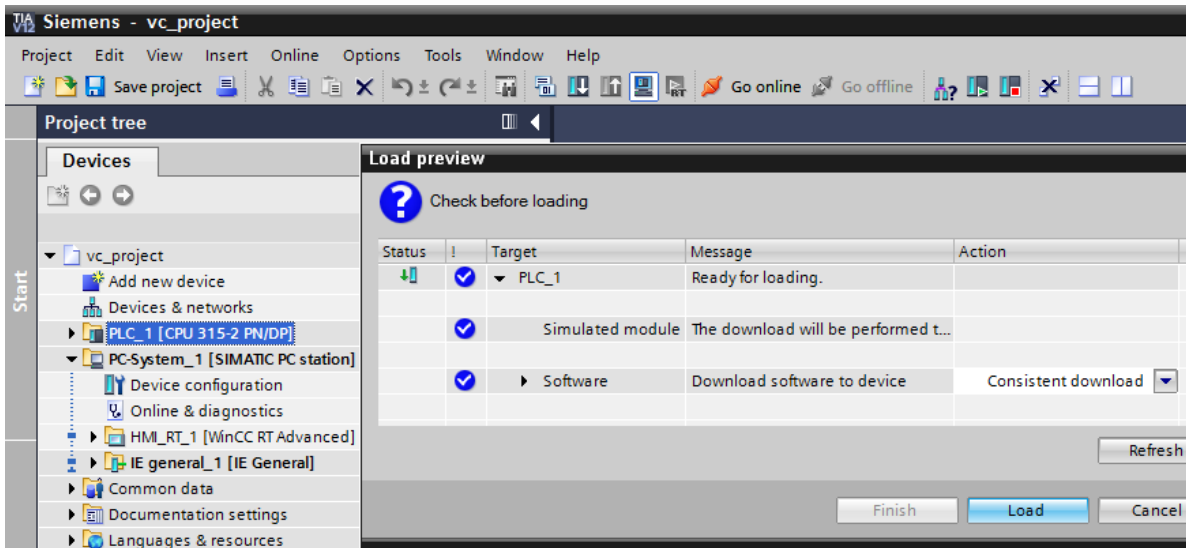 TIA V12 Siemens - vc_project
Project Edit View Insert Online Options Tools Window Help
Save project Go online Go offline
Project tree
Devices
Start
vc_project
Add new device
Devices & networks
PLC_1 [CPU 315-2 PN/DP]
PC-System_1 [SIMATIC PC station]
Device configuration
Online & diagnostics
HMI_RT_1 [WinCC RT Advanced]
IE general_1 [IE General]
Common data
Documentation settings
Languages & resources
Load preview
? Check before loading
Status ! Target Message Action
PLC_1 Ready for loading.
Simulated module The download will be performed t...
Software Download software to device Consistent download
Refresh
Finish Load Cancel